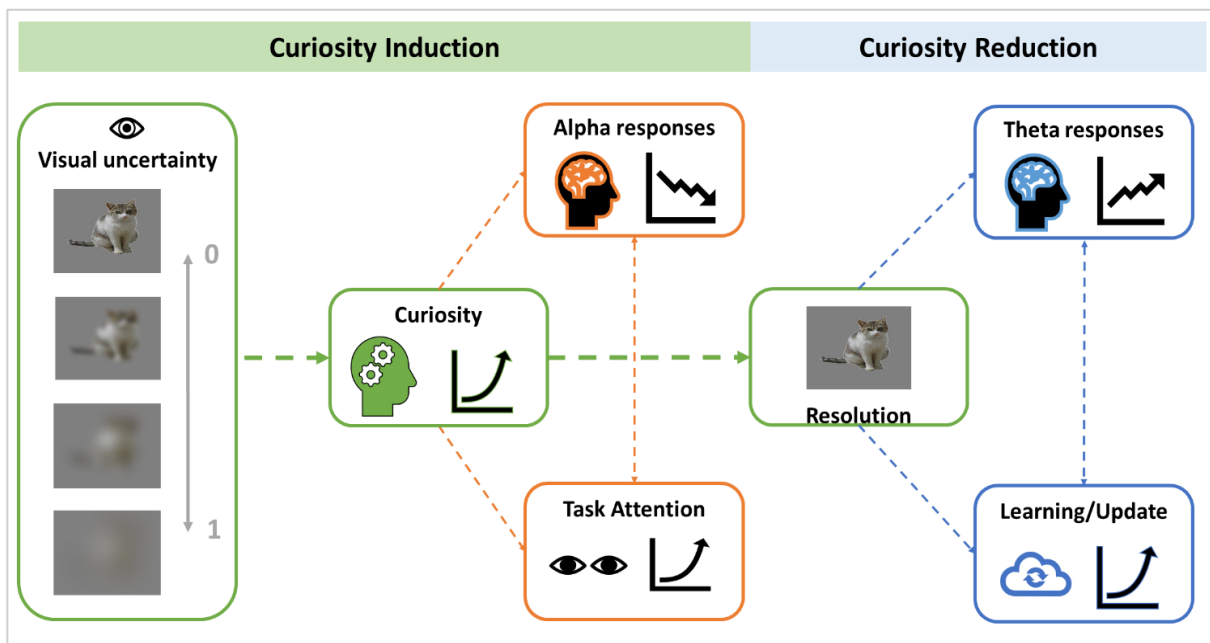 Curiosity Induction
Curiosity Reduction
Visual uncertainty
0
1
Curiosity
Alpha responses
Task Attention
Resolution
Theta responses
Learning/Update